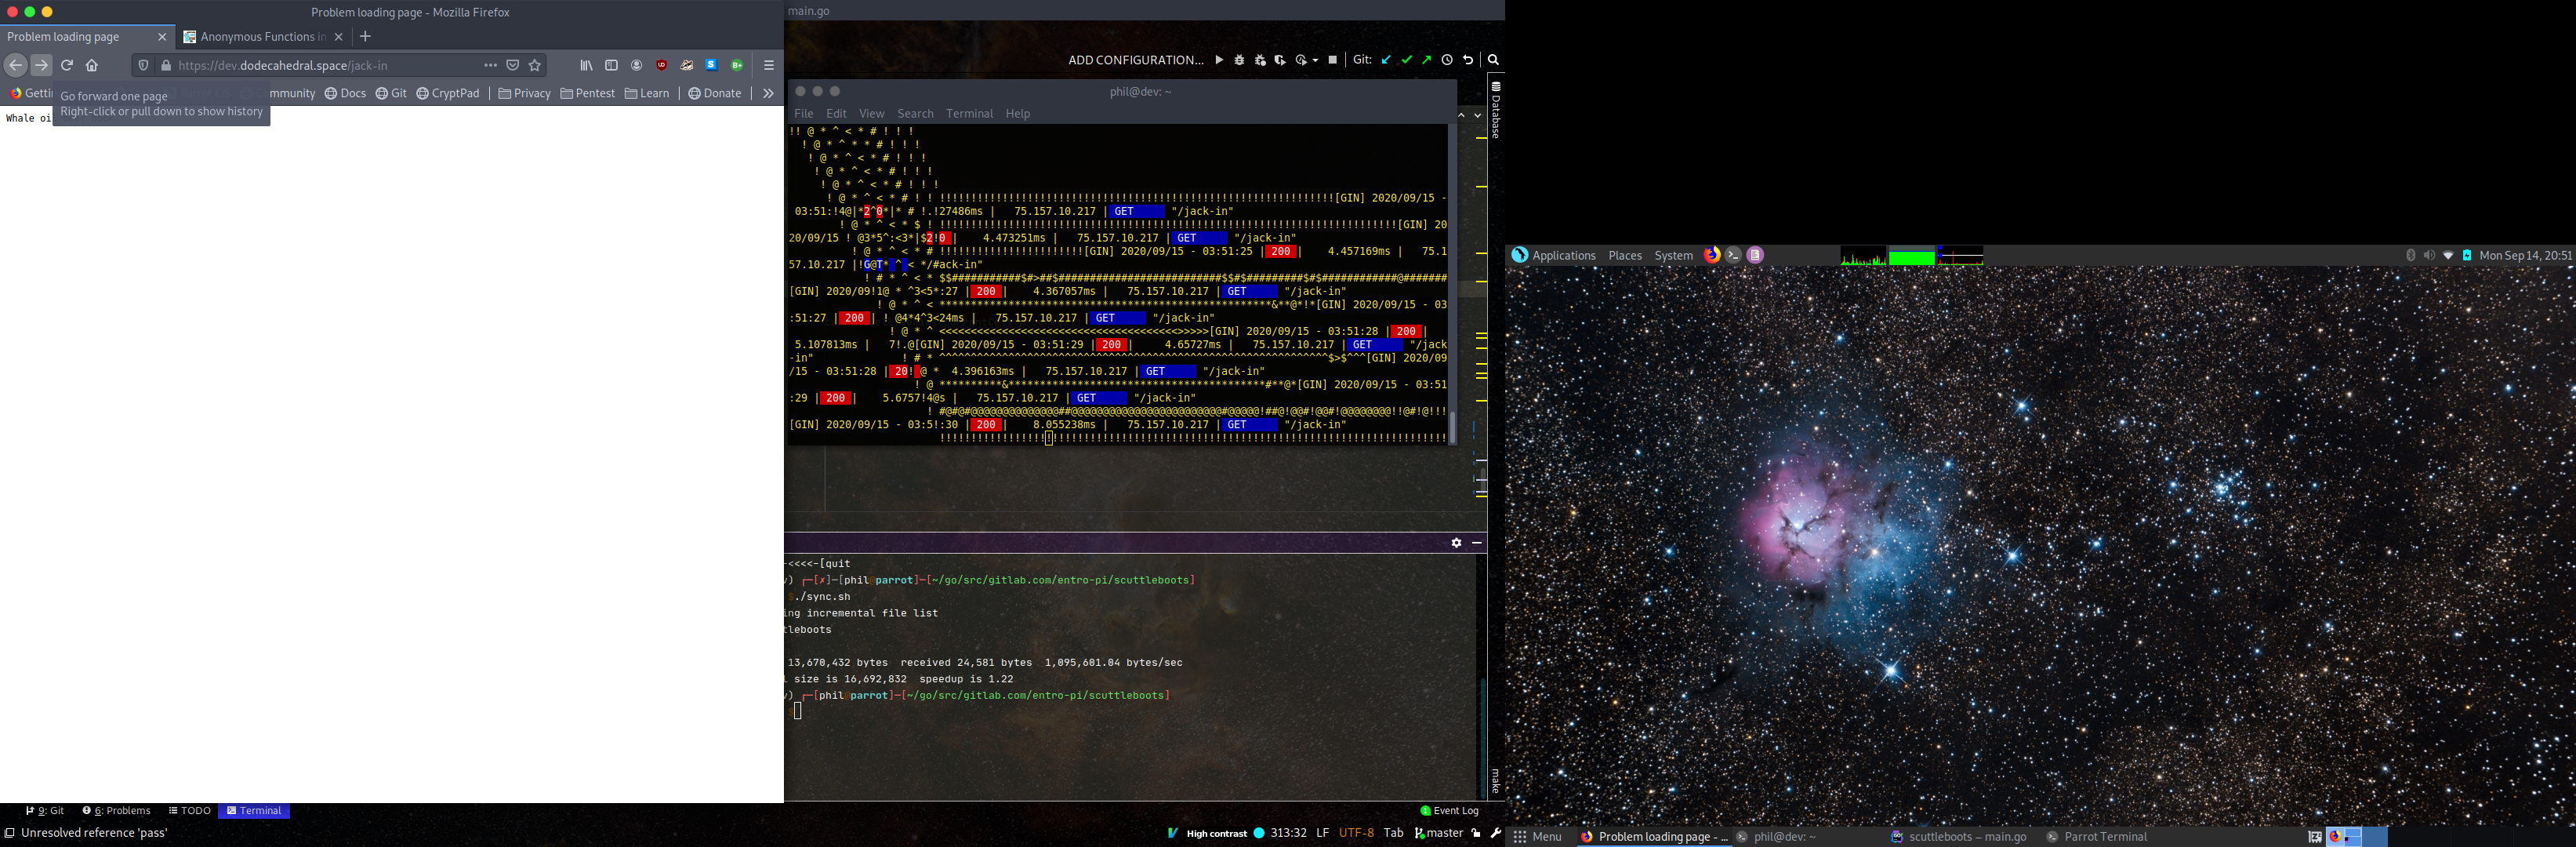 Problem loading page - Mozilla Firefox
Problem loading page
Anonymous Functions in
https://dev.dodecahedral.space/jack-in
Go forward one page
Right-click or pull down to show history
Docs
Git
CryptPad
Privacy
Pentest
Learn
Donate
Whale oi
main.go
ADD CONFIGURATION...
Git:
Database
phil@dev: ~
File Edit View Search Terminal Help
!! @ * ^ < * # ! ! !
! @ * ^ * * # ! ! !
! @ * ^ < * # ! ! !
! @ * ^ < * # ! ! !
! @ * ^ < * # ! ! !
[GIN] 2020/09/15 -
03:51:!4@|*2^0*|* # !.!27486ms | 75.157.10.217 | GET "/jack-in"
[GIN] 20
20/09/15 ! @3*5^:<3*|$2!0 | 4.473251ms | 75.157.10.217 | GET "/jack-in"
[GIN] 2020/09/15 - 03:51:25 | 200 | 4.457169ms | 75.1
57.10.217 |!G@T* ^ < */#ack-in"
[GIN] 2020/09!1@ * ^3<5*:27 | 200 | 4.367057ms | 75.157.10.217 | GET "/jack-in"
[GIN] 2020/09/15 - 03
:51:27 | 200 | ! @4*4^3<24ms | 75.157.10.217 | GET "/jack-in"
[GIN] 2020/09/15 - 03:51:28 | 200 |
5.107813ms | 7!.@[GIN] 2020/09/15 - 03:51:29 | 200 | 4.65727ms | 75.157.10.217 | GET "/jack
-in" [GIN] 2020/09
/15 - 03:51:28 | 20! @ * 4.396163ms | 75.157.10.217 | GET "/jack-in"
[GIN] 2020/09/15 - 03:51
:29 | 200 | 5.6757!4@s | 75.157.10.217 | GET "/jack-in"
[GIN] 2020/09/15 - 03:5!:30 | 200 | 8.055238ms | 75.157.10.217 | GET "/jack-in"
<<<<-[quit
[x]-[phil@parrot]-[~/go/src/gitlab.com/entro-pi/scuttleboots]
$./sync.sh
ing incremental file list
tleboots
13,670,432 bytes received 24,581 bytes 1,095,601.04 bytes/sec
l size is 16,692,832 speedup is 1.22
[phil@parrot]-[~/go/src/gitlab.com/entro-pi/scuttleboots]
make
9: Git
6: Problems
TODO
Terminal
Event Log
Unresolved reference 'pass'
High contrast
313:32
LF
UTF-8
Tab
master
Applications Places System
Mon Sep 14, 20:51
Menu
Problem loading page - ...
phil@dev: ~
scuttleboots – main.go
Parrot Terminal